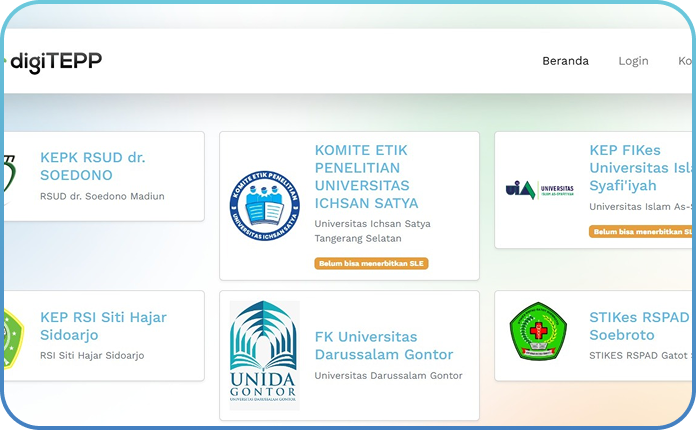 digiTEPP
Beranda
Login
Ko
KEPK RSUD dr.
SOEDONO
RSUD dr. Soedono Madiun
KOMITE ETIK PENELITIAN
UNIVERSITAS ICHSAN SATYA
KOMITE ETIK
PENELITIAN
UNIVERSITAS
ICHSAN SATYA
Universitas Ichsan Satya
Tangerang Selatan
Belum bisa menerbitkan SLE
UIA
UNIVERSITAS
ISLAM AS-SYAFI'IYAH
KEP FIKes
Universitas Isla
Syafi'iyah
Universitas Islam As-S
Belum bisa menerbitkan SLE
KEP RSI Siti Hajar
Sidoarjo
RSI Siti Hajar Sidoarjo
UNIDA
GONTOR
UNIVERSITAS DARUSSALAM GONTOR
FK Universitas
Darussalam Gontor
Universitas Darussalam Gontor
STIKes RSPAD
Soebroto
STIKES RSPAD Gatot S